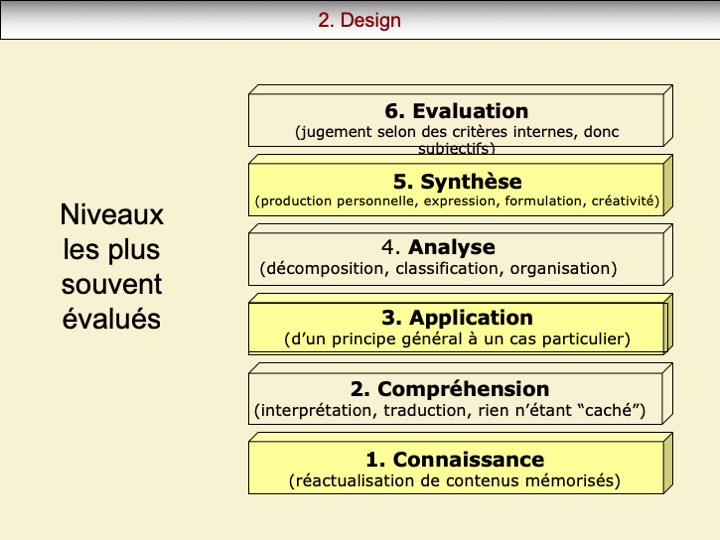 2. Design
Niveaux
les plus
souvent
évalués
6. Evaluation
(jugement selon des critères internes, donc
subjectifs)
5. Synthèse
(production personnelle, expression, formulation, créativité)
4. Analyse
(décomposition, classification, organisation)
3. Application
(d’un principe général à un cas particulier)
2. Compréhension
(interprétation, traduction, rien n’étant “caché”)
1. Connaissance
(réactualisation de contenus mémorisés)